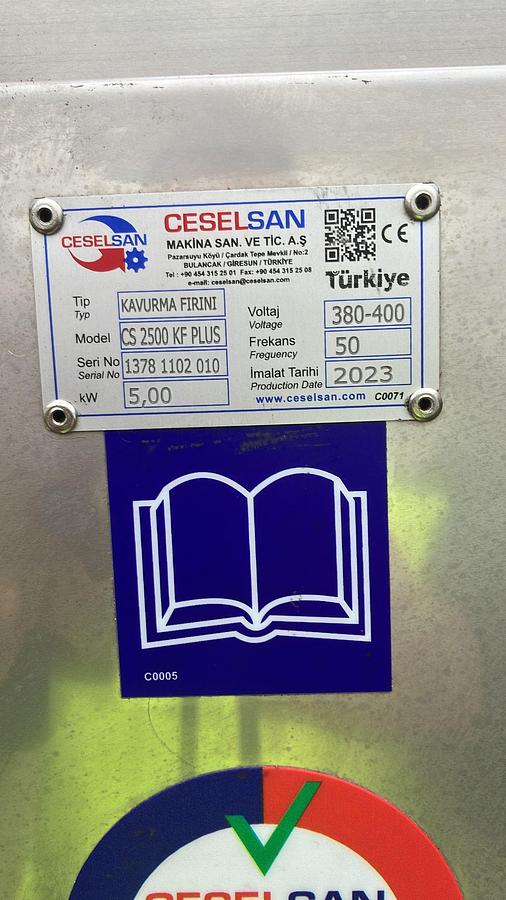 CESELSAN
CESELSAN
MAKİNA SAN. VE TİC. A.Ş
Pazarsuyu Köyü / Çardak Tepe Mevkii / No:2
BULANCAK / GİRESUN / TÜRKİYE
Tel : +90 454 315 25 01 Fax: +90 454 315 25 08
e-mail: ceselsan@ceselsan.com
CE
Türkiye
Tip KAVURMA FIRINI
Typ
Model CS 2500 KF PLUS
Seri No 1378 1102 010
Serial No
kW 5,00
Voltaj 380-400
Voltage
Frekans 50
Freguency
İmalat Tarihi 2023
Production Date
www.ceselsan.com C0071
C0005
CESELSAN